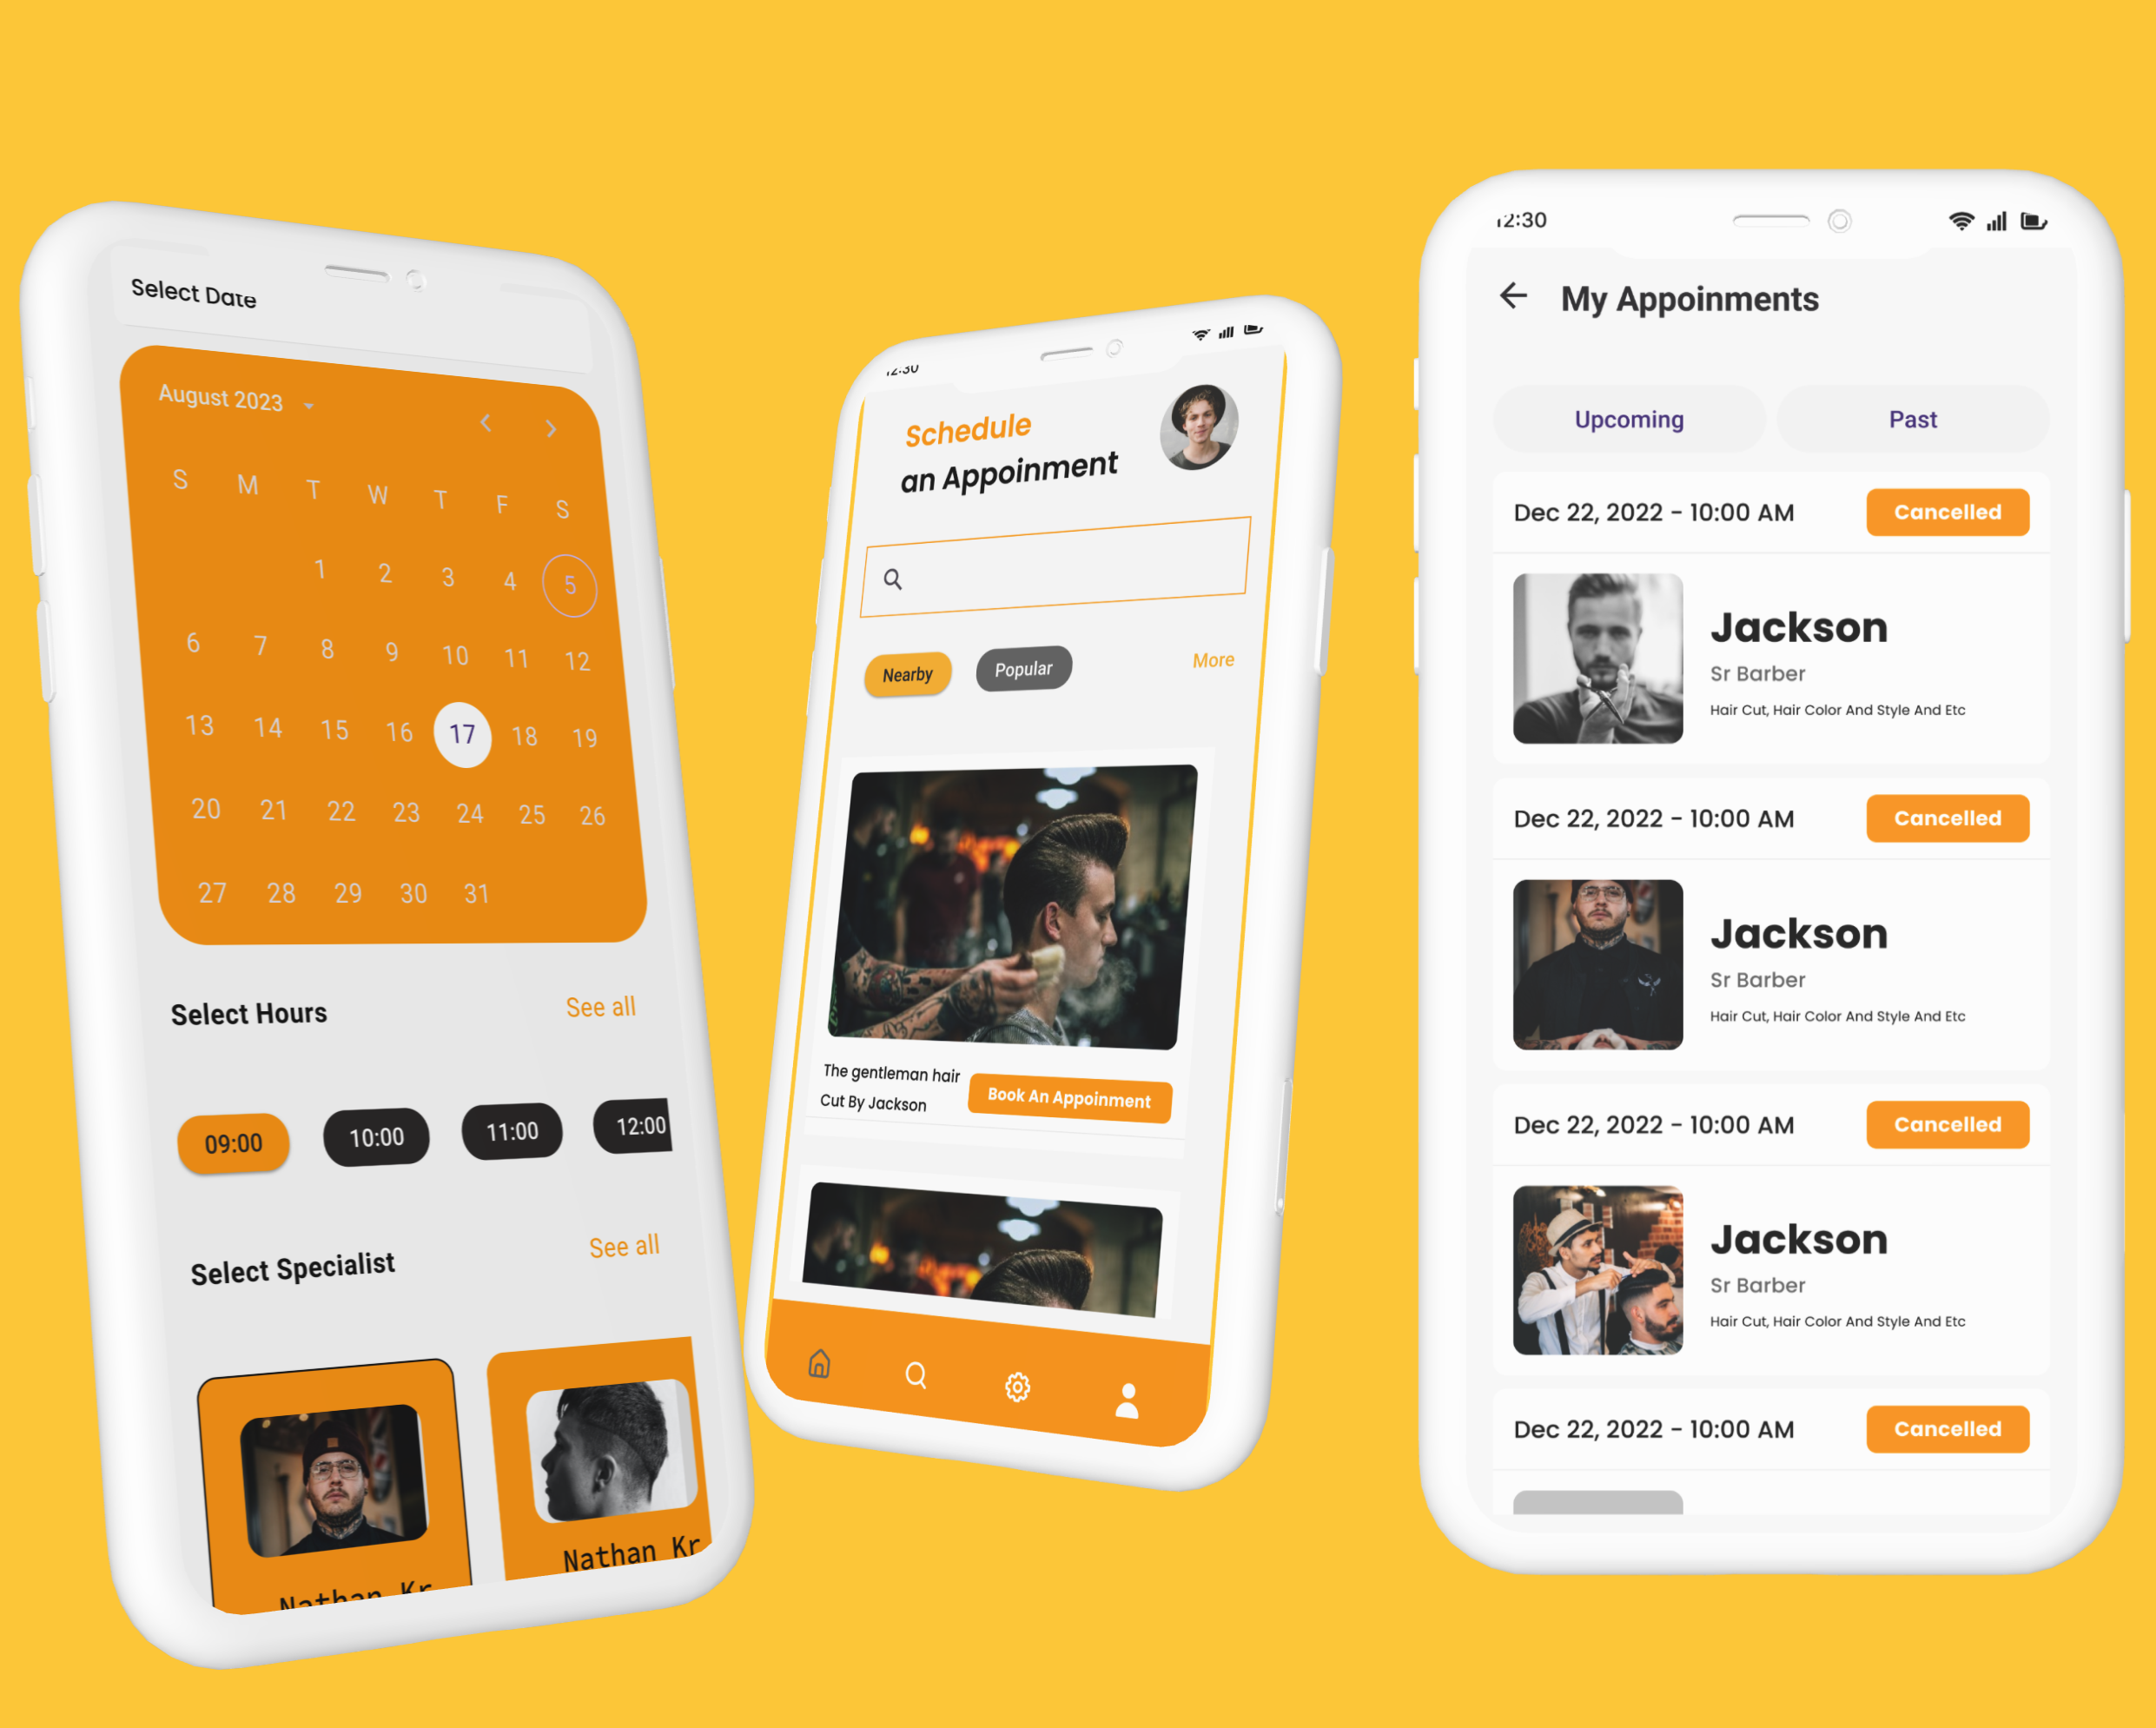 Select Date
August 2023
S M T W T F S
1 2 3 4 5
6 7 8 9 10 11 12
13 14 15 16 17 18 19
20 21 22 23 24 25 26
27 28 29 30 31
Select Hours See all
09:00 10:00 11:00 12:00
Select Specialist See all
Nathan Kr
Nathan Kr
12:30
Schedule
an Appoinment
Nearby Popular More
The gentleman hair
Cut By Jackson
Book An Appoinment
12:30
My Appoinments
Upcoming Past
Dec 22, 2022 - 10:00 AM Cancelled
Jackson
Sr Barber
Hair Cut, Hair Color And Style And Etc
Dec 22, 2022 - 10:00 AM Cancelled
Jackson
Sr Barber
Hair Cut, Hair Color And Style And Etc
Dec 22, 2022 - 10:00 AM Cancelled
Jackson
Sr Barber
Hair Cut, Hair Color And Style And Etc
Dec 22, 2022 - 10:00 AM Cancelled